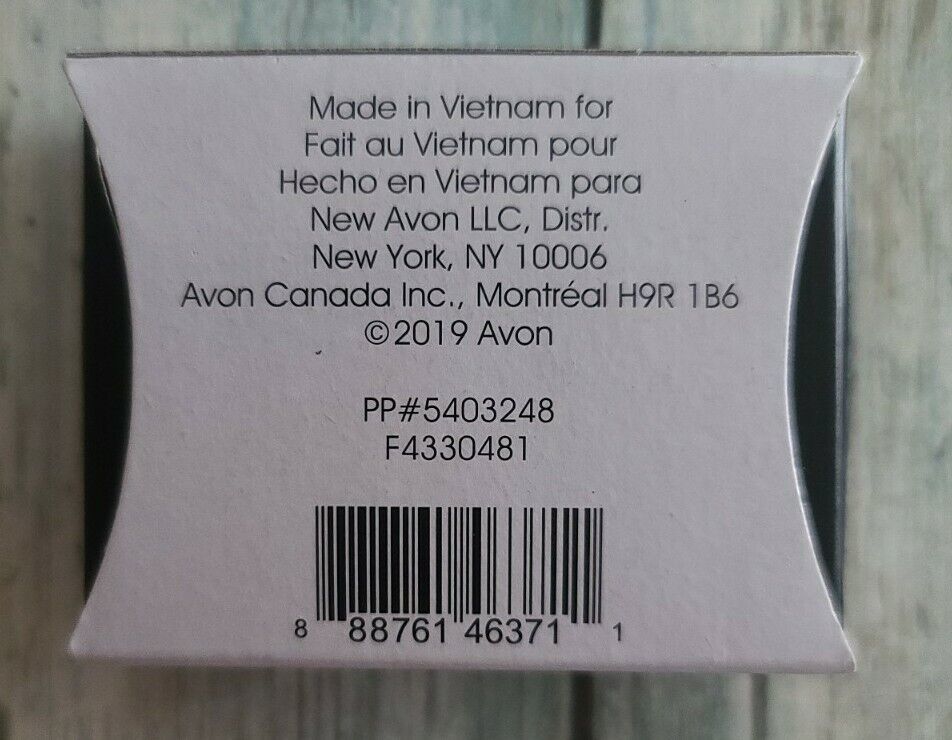 Made in Vietnam for
Fait au Vietnam pour
Hecho en Vietnam para
New Avon LLC, Distr.
New York, NY 10006
Avon Canada Inc., Montréal H9R 1B6
©2019 Avon
PP#5403248
F4330481
8 88761 46371 1